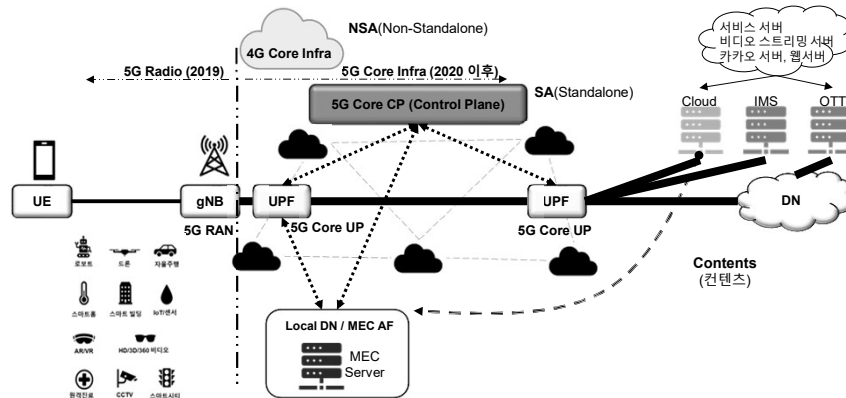 NSA(Non-Standalone)
4G Core Infra
서비스 서버
비디오 스트리밍 서버
카카오 서버, 웹서버
5G Radio (2019)
5G Core Infra (2020 이후)
5G Core CP (Control Plane)
SA(Standalone)
Cloud
IMS
OTT
UE
gNB
UPF
UPF
DN
5G RAN
5G Core UP
5G Core UP
로보트
드론
자율주행
Contents
(컨텐츠)
스마트홈
스마트 빌딩
IoT/센서
Local DN / MEC AF
MEC
Server
AR/VR
HD/3D/360 비디오
원격진료
CCTV
스마트시티